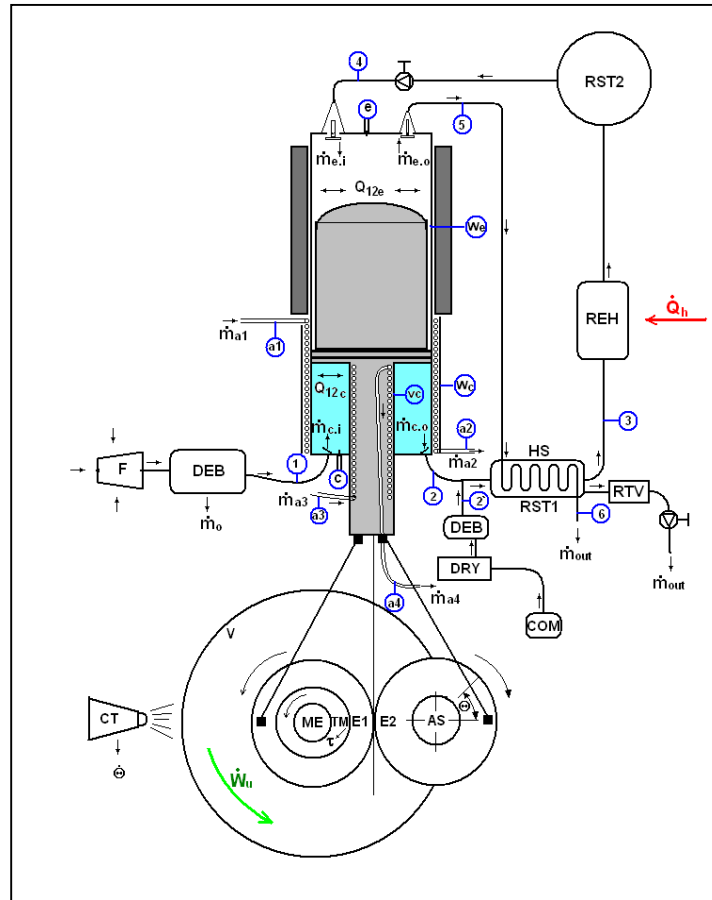 4
RST2
e
5
ṁe.i
ṁe.o
Q12e
We
Q̇h
REH
ṁa1
a1
Q12c
vc
Wc
ṁc.i
ṁc.o
a2
3
F
DEB
1
c
2
ṁa2
HS
ṁa3
a3
2'
RST1
6
RTV
ṁo
DEB
ṁout
DRY
ṁout
a4
ṁa4
COM
V
CT
ME
TM
E1
E2
AS
Θ
τ
Θ̇
Ẇu